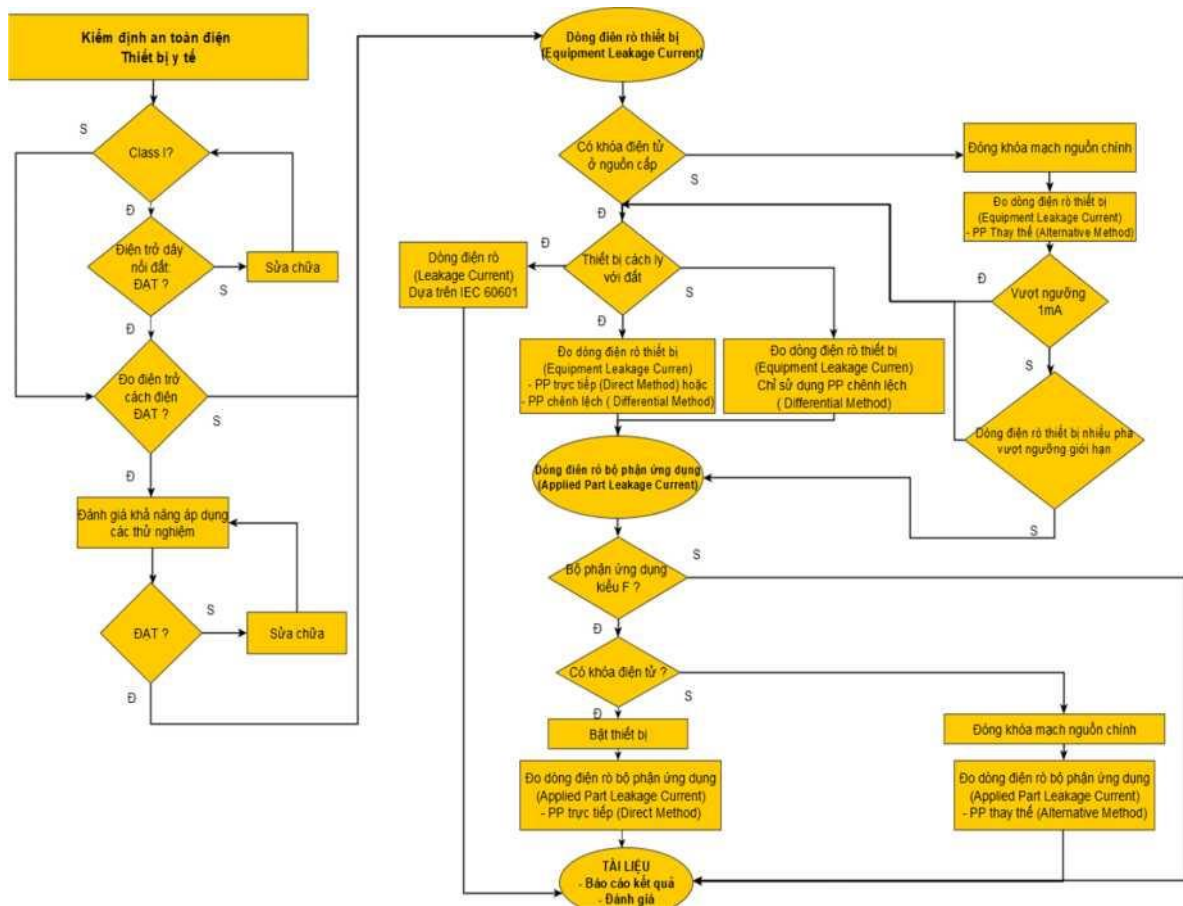 Kiểm định an toàn điện
Thiết bị y tế
S
Class I?
Đ
Điện trở dây
nối đất:
ĐẠT ?
S
Sửa chữa
Đ
Đo điện trở
cách điện
ĐẠT ?
S
Đ
Đánh giá khả năng áp dụng
các thử nghiệm
ĐẠT ?
S
Sửa chữa
Đ
Dòng điên rò thiết bị
(Equipment Leakage Current)
Có khóa điện tử
ở nguồn cấp
S
Đ
Đóng khóa mạch nguồn chính
Đo dòng điện rò thiết bị
(Equipment Leakage Current)
- PP Thay thế (Alternative Method)
Đ
Vượt ngưỡng
1mA
S
Dòng điện rò thiết bị nhiều pha
vượt ngưỡng giới hạn
S
Thiết bị cách ly
với đất
Đ
S
Đ
Dòng điện rò
(Leakage Current)
Dựa trên IEC 60601
Đo dòng điện rò thiết bị
(Equipment Leakage Curren)
- PP trực tiếp (Direct Method) hoặc
- PP chênh lệch ( Differential Method)
Đo dòng điện rò thiết bị
(Equipment Leakage Curren)
Chỉ sử dụng PP chênh lệch
( Differential Method)
Dòng điên rò bộ phận ứng dụng
(Applied Part Leakage Current)
Bộ phận ứng dụng
kiểu F ?
S
Đ
Có khóa điện tử ?
S
Đ
Bật thiết bị
Đo dòng điện rò bộ phận ứng dụng
(Applied Part Leakage Current)
- PP trực tiếp (Direct Method)
Đóng khóa mạch nguồn chính
Đo dòng điện rò bộ phận ứng dụng
(Applied Part Leakage Current)
- PP thay thế (Alternative Method)
TÀI LIỆU
- Báo cáo kết quả
- Đánh giá